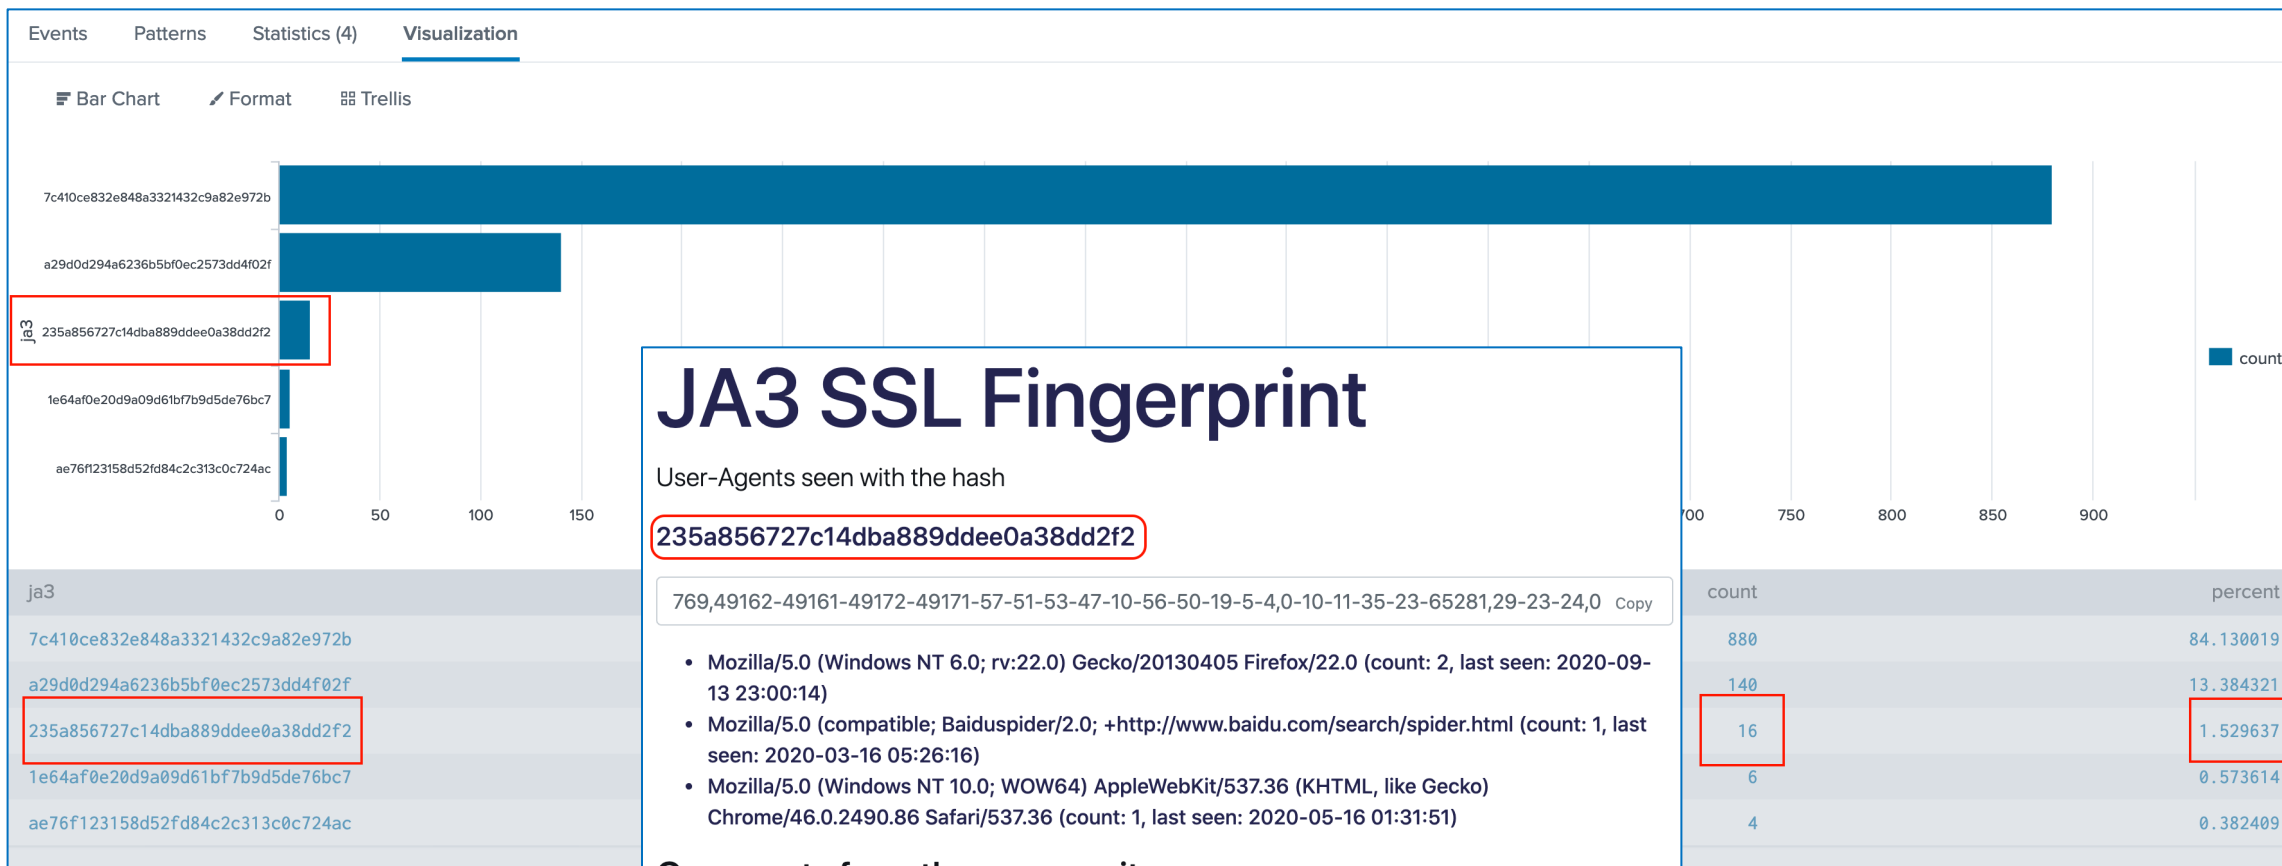 Events Patterns Statistics (4) Visualization
Bar Chart Format Trellis
7c410ce832e848a3321432c9a82e972b
a29d0d294a6236b5bf0ec2573dd4f02f
ja3
235a856727c14dba889ddee0a38dd2f2
1e64af0e20d9a09d61bf7b9d5de76bc7
ae76f123158d52fd84c2c313c0c724ac
0 50 100 150 700 750 800 850 900
count
JA3 SSL Fingerprint
User-Agents seen with the hash
235a856727c14dba889ddee0a38dd2f2
769,49162-49161-49172-49171-57-51-53-47-10-56-50-19-5-4,0-10-11-35-23-65281,29-23-24,0 Copy
• Mozilla/5.0 (Windows NT 6.0; rv:22.0) Gecko/20130405 Firefox/22.0 (count: 2, last seen: 2020-09-
13 23:00:14)
• Mozilla/5.0 (compatible; Baiduspider/2.0; +http://www.baidu.com/search/spider.html (count: 1, last
seen: 2020-03-16 05:26:16)
• Mozilla/5.0 (Windows NT 10.0; WOW64) AppleWebKit/537.36 (KHTML, like Gecko)
Chrome/46.0.2490.86 Safari/537.36 (count: 1, last seen: 2020-05-16 01:31:51)
ja3 count percent
7c410ce832e848a3321432c9a82e972b 880 84.130019
a29d0d294a6236b5bf0ec2573dd4f02f 140 13.384321
235a856727c14dba889ddee0a38dd2f2 16 1.529637
1e64af0e20d9a09d61bf7b9d5de76bc7 6 0.573614
ae76f123158d52fd84c2c313c0c724ac 4 0.382409